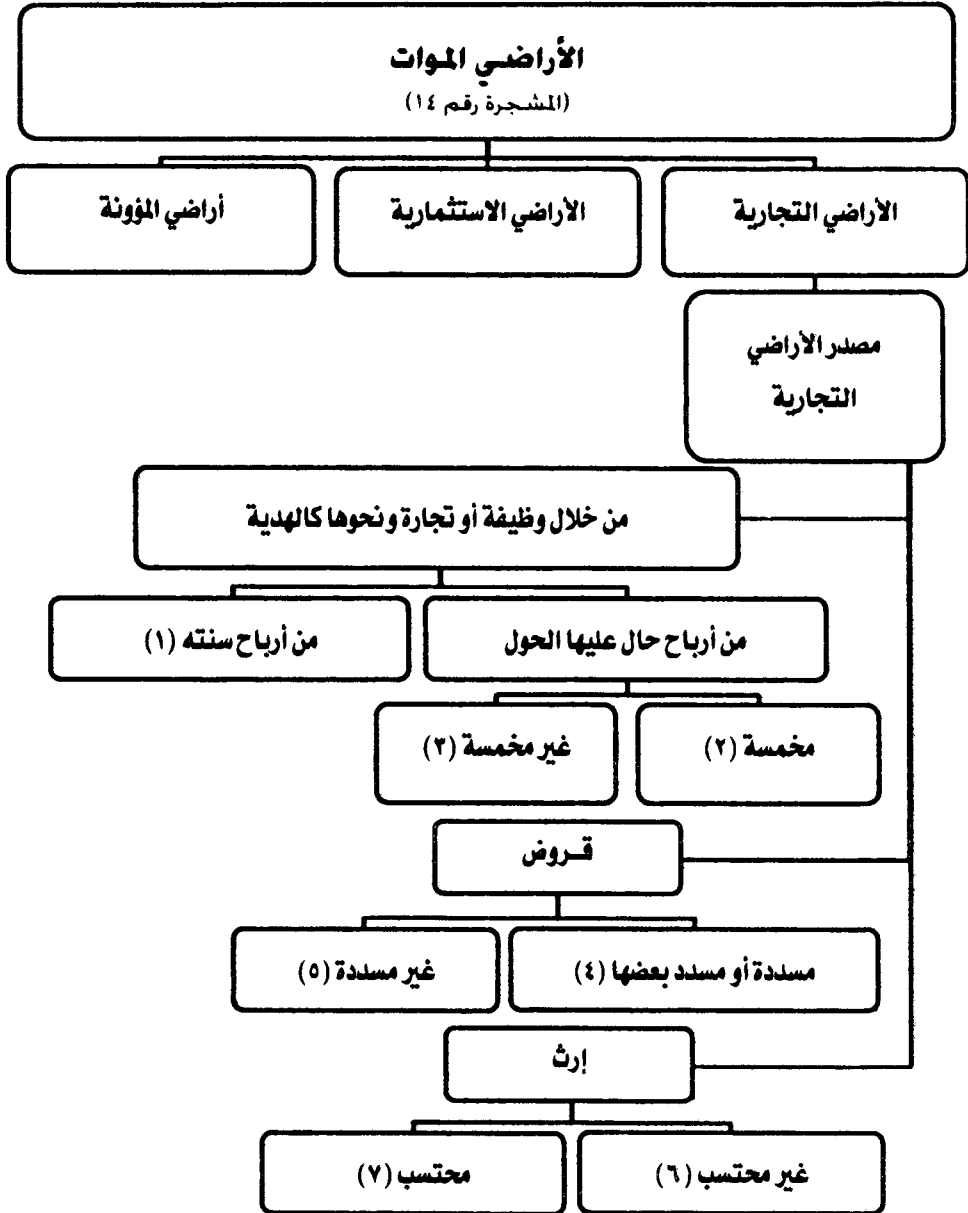 الأراضي الموات
(المشجرة رقم ١٤)
الأراضي التجارية
الأراضي الاستثمارية
أراضي المؤونة
مصدر الأراضي
التجارية
من خلال وظيفة أو تجارة ونحوها كالهدية
من أرباح حال عليها الحول
من أرباح سنته (١)
مخمسة (٢)
غير مخمسة (٣)
قروض
مسددة أو مسدد بعضها (٤)
غير مسددة (٥)
إرث
غير محتسب (٦)
محتسب (٧)